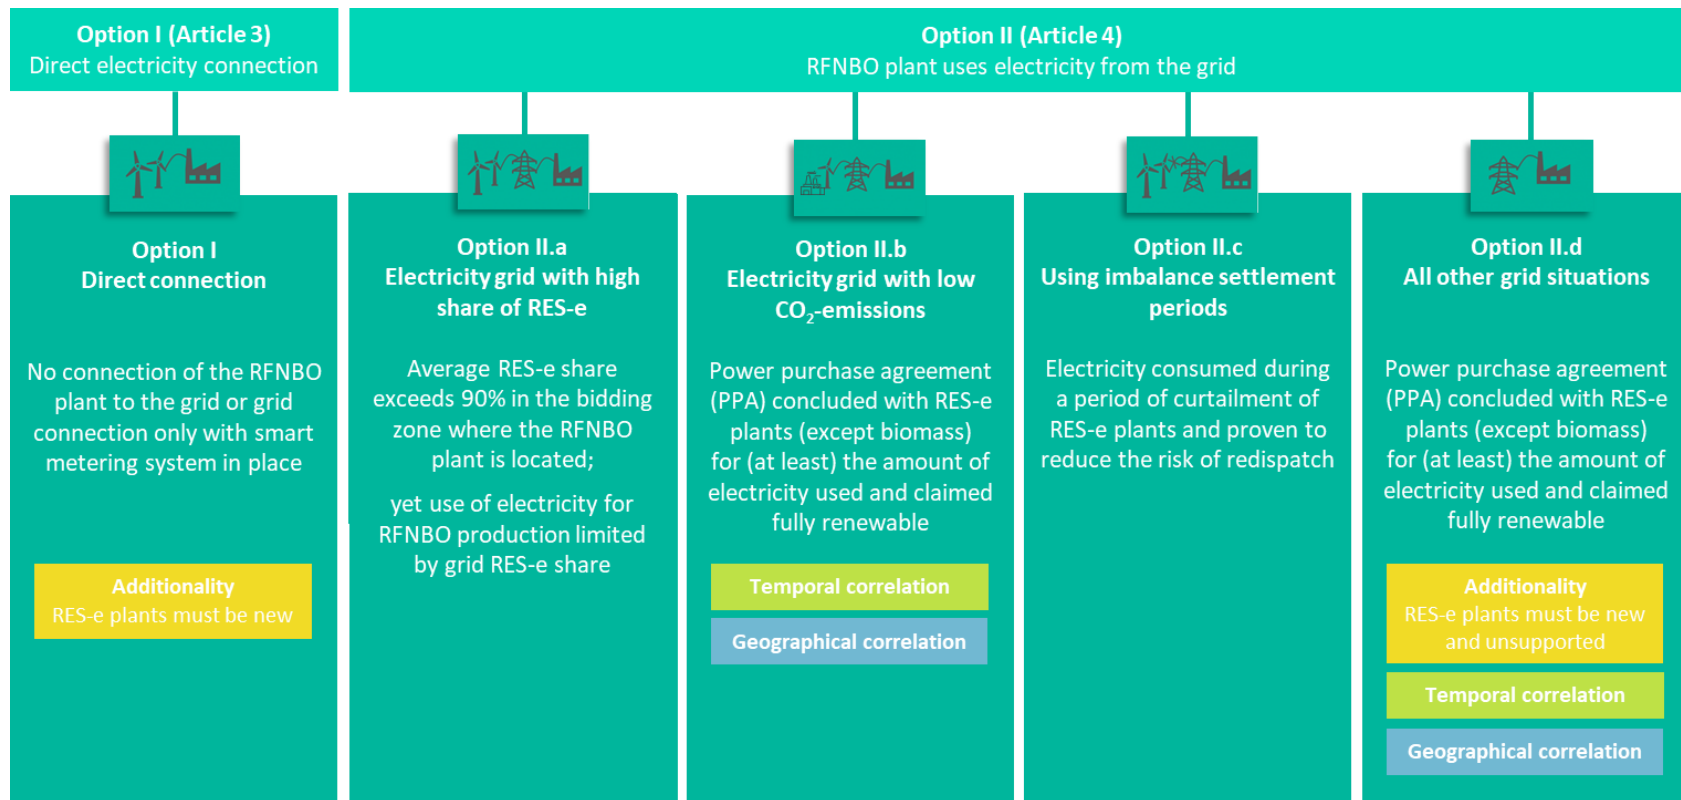 Option I (Article 3)
Direct electricity connection
Option II (Article 4)
RFNBO plant uses electricity from the grid
Option I
Direct connection
No connection of the RFNBO
plant to the grid or grid
connection only with smart
metering system in place
Additionality
RES-e plants must be new
Option II.a
Electricity grid with high
share of RES-e
Average RES-e share
exceeds 90% in the bidding
zone where the RFNBO
plant is located;
yet use of electricity for
RFNBO production limited
by grid RES-e share
Option II.b
Electricity grid with low
CO₂-emissions
Power purchase agreement
(PPA) concluded with RES-e
plants (except biomass)
for (at least) the amount of
electricity used and claimed
fully renewable
Temporal correlation
Geographical correlation
Option II.c
Using imbalance settlement
periods
Electricity consumed during
a period of curtailment of
RES-e plants and proven to
reduce the risk of redispatch
Option II.d
All other grid situations
Power purchase agreement
(PPA) concluded with RES-e
plants (except biomass)
for (at least) the amount of
electricity used and claimed
fully renewable
Additionality
RES-e plants must be new
and unsupported
Temporal correlation
Geographical correlation